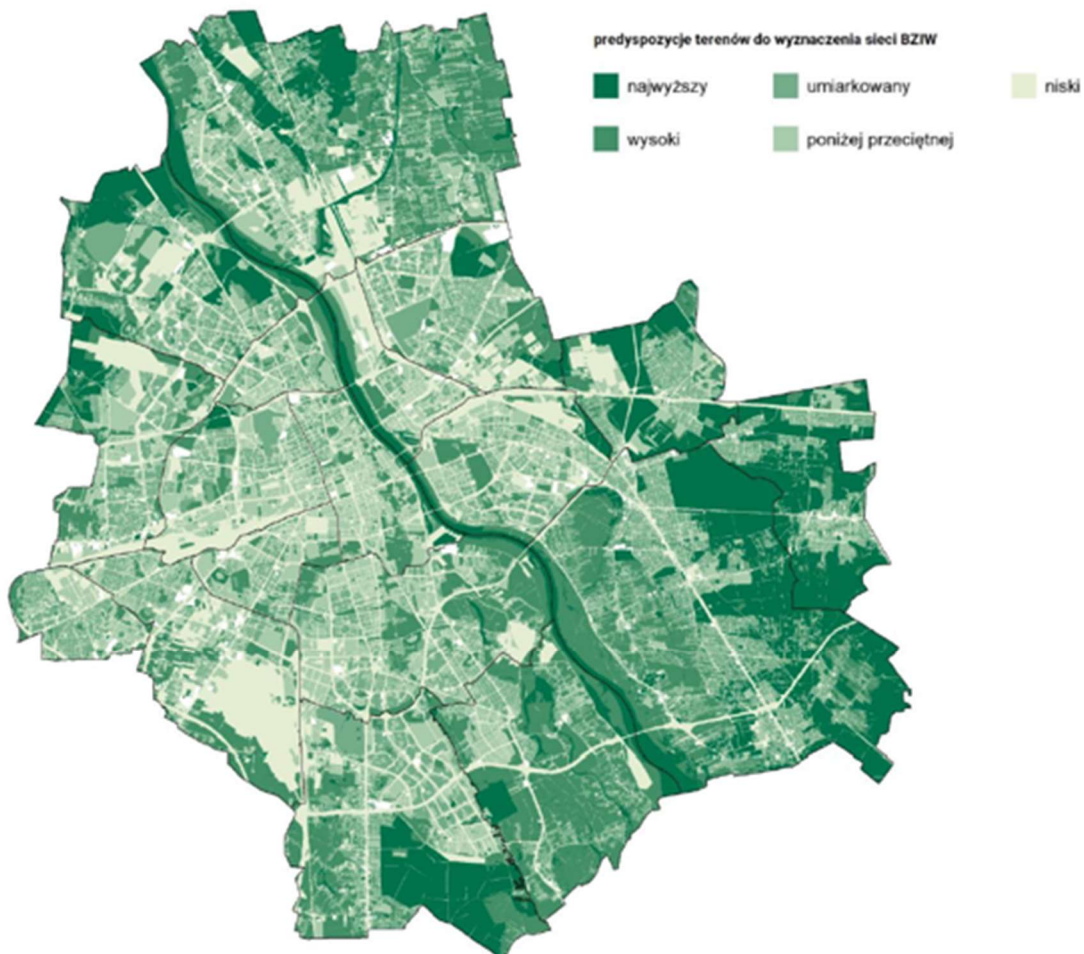 predyspozycje terenów do wyznaczenia sieci BZIW
najwyższy
umiarkowany
niski
wysoki
poniżej przeciętnej